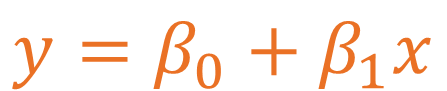 y = β₀ + β₁x